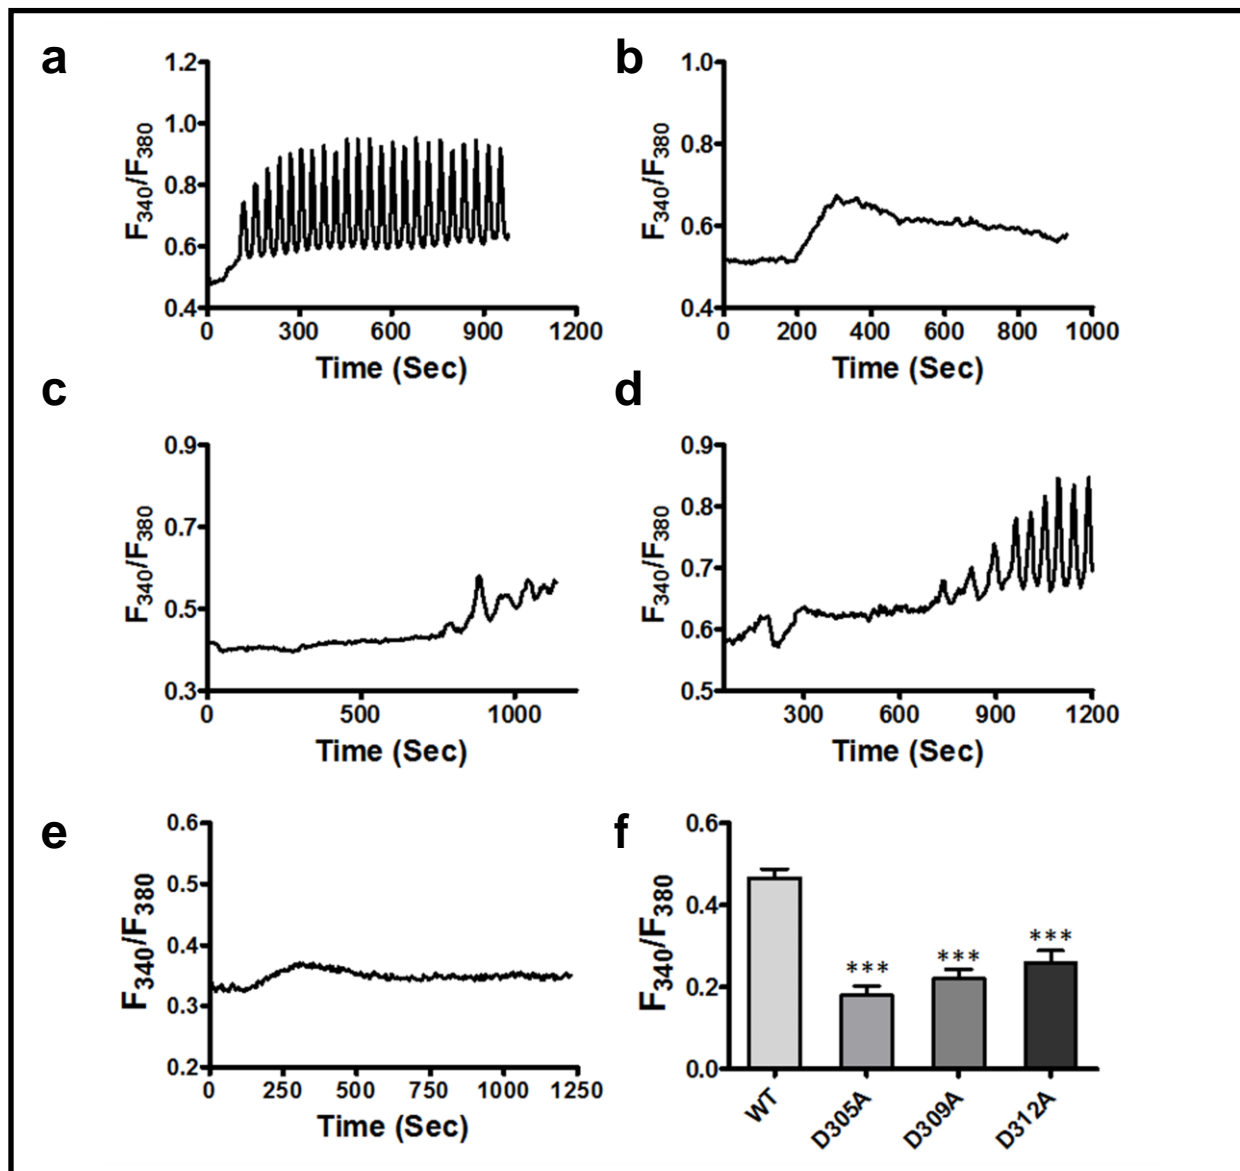 a
1.2
1.0
0.8
0.6
0.4
F340/F380
0 300 600 900 1200
Time (Sec)
b
1.0
0.8
0.6
0.4
F340/F380
0 200 400 600 800 1000
Time (Sec)
c
0.9
0.7
0.5
0.3
F340/F380
0 500 1000
Time (Sec)
d
0.9
0.8
0.7
0.6
0.5
F340/F380
300 600 900 1200
Time (Sec)
e
0.6
0.5
0.4
0.3
0.2
F340/F380
0 250 500 750 1000 1250
Time (Sec)
f
0.6
0.4
0.2
0.0
F340/F380
*** *** ***
WT D305A D309A D312A